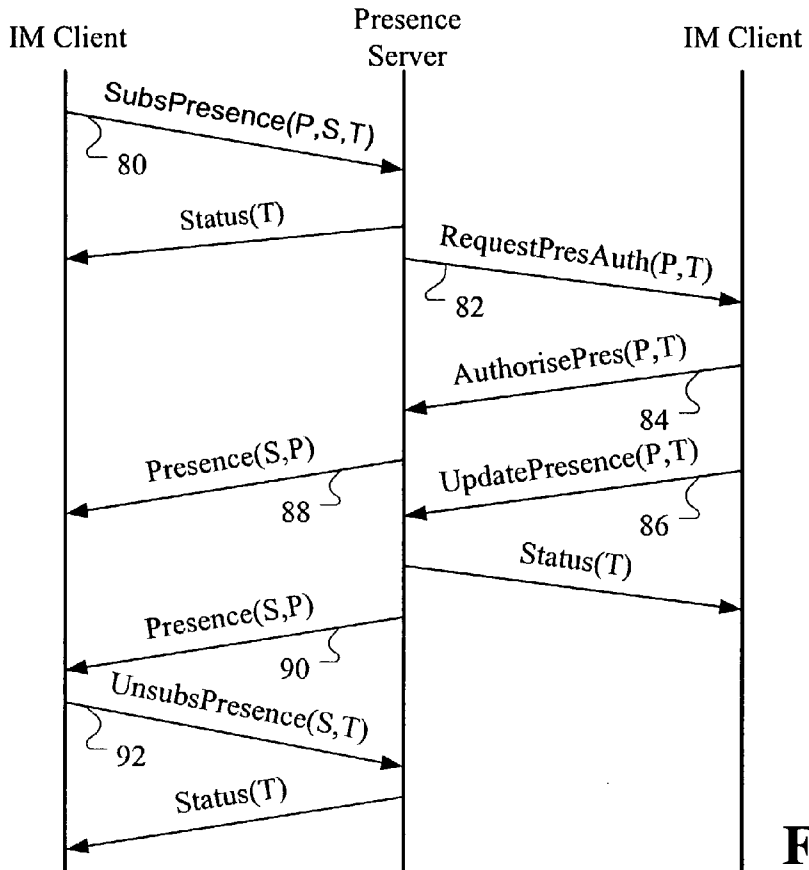 IM Client
Presence
Server
IM Client
SubsPresence(P,S,T)
80
Status(T)
RequestPresAuth(P,T)
82
AuthorisePres(P,T)
84
Presence(S,P)
88
UpdatePresence(P,T)
86
Status(T)
Presence(S,P)
90
UnsubsPresence(S,T)
92
Status(T)
F